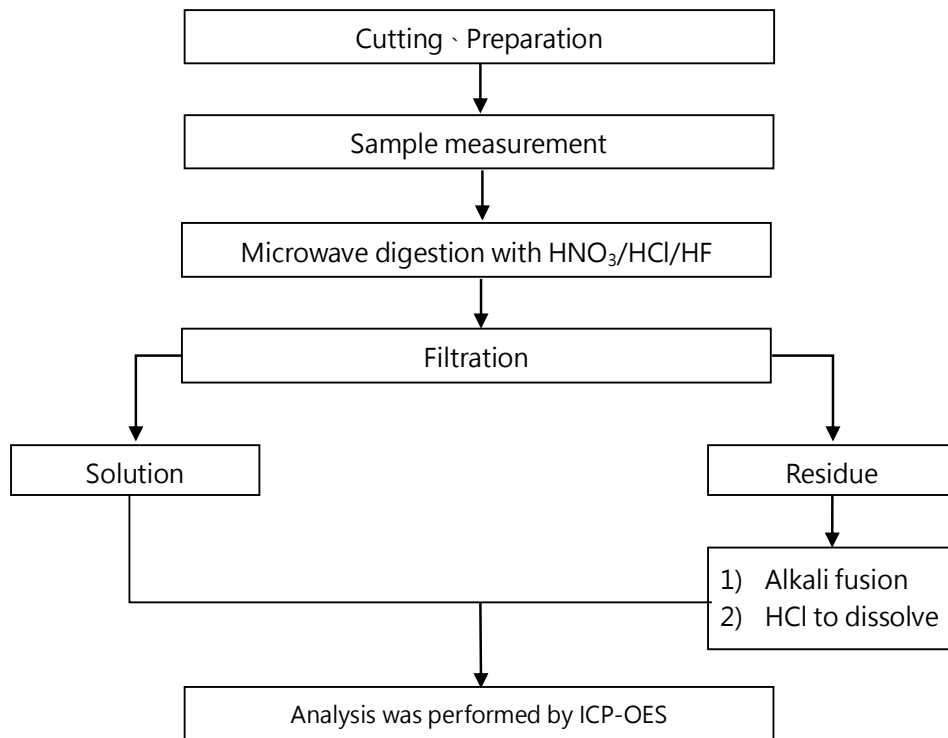 Cutting、Preparation
Sample measurement
Microwave digestion with HNO₃/HCl/HF
Filtration
Solution
Residue
1) Alkali fusion
2) HCl to dissolve
Analysis was performed by ICP-OES